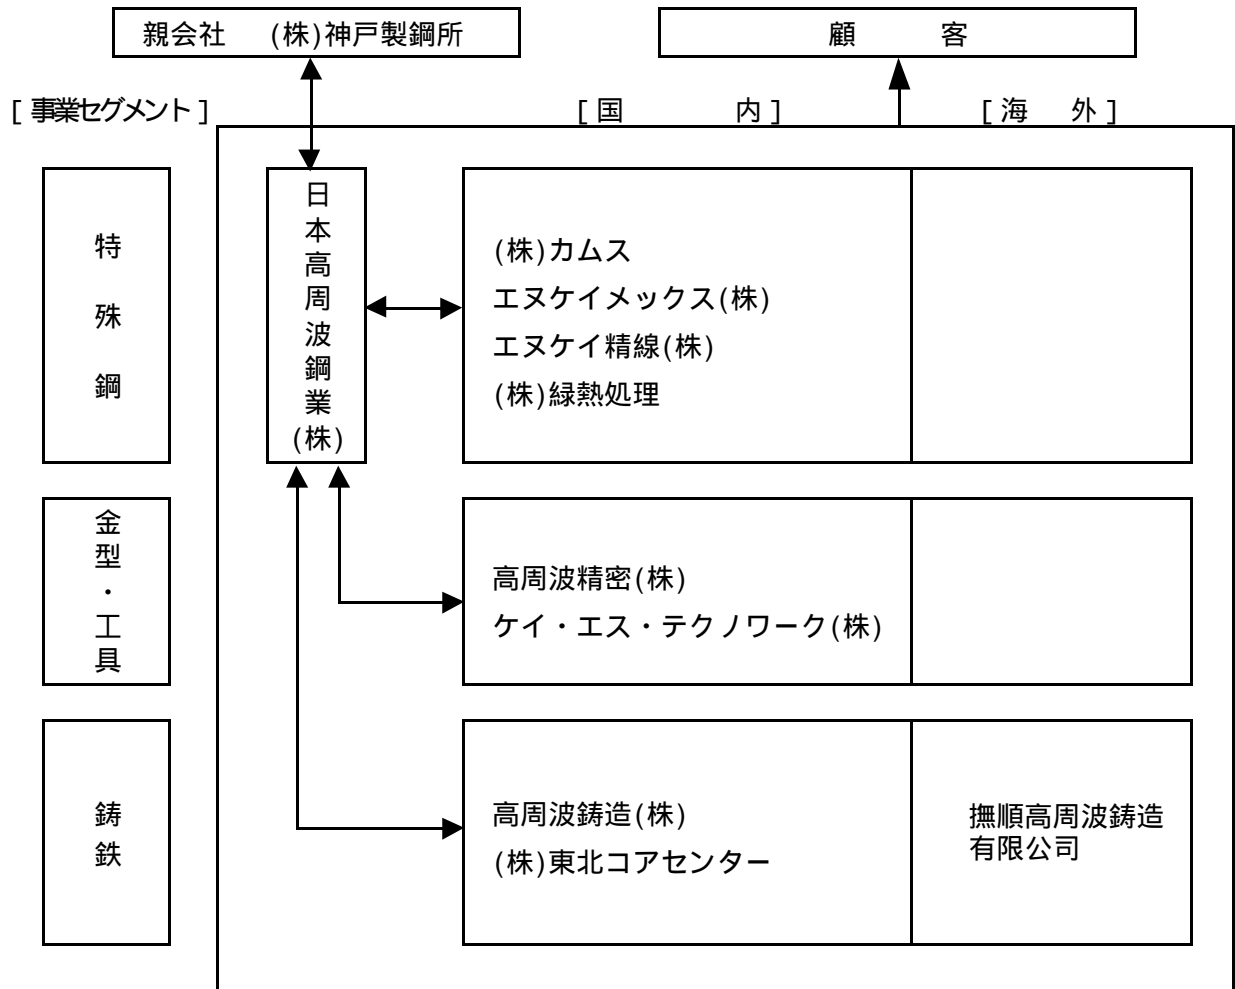 親会社 (株)神戸製鋼所
顧 客
[事業セグメント]
[国 内]
[海 外]
特殊鋼
日本高周波鋼業(株)
(株)カムス
エヌケイメックス(株)
エヌケイ精線(株)
(株)緑熱処理
金型・工具
高周波精密(株)
ケイ・エス・テクノワーク(株)
鋳鉄
高周波鋳造(株)
(株)東北コアセンター
撫順高周波鋳造
有限公司